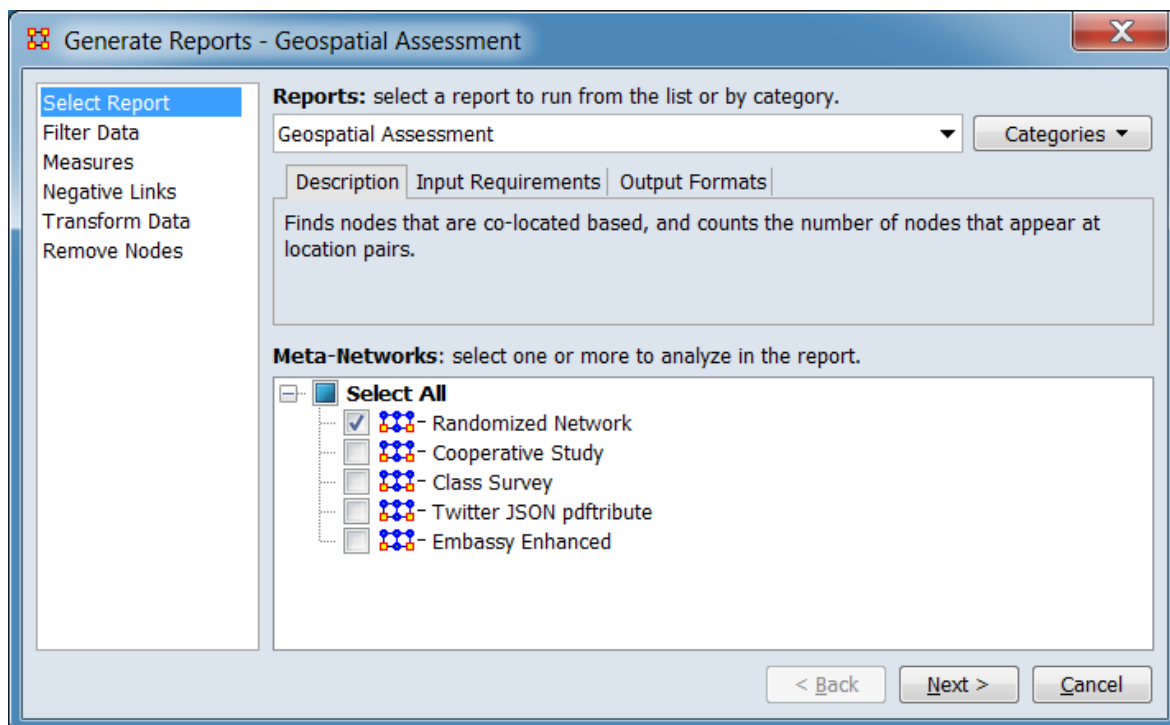 Generate Reports - Geospatial Assessment
X
Select Report
Filter Data
Measures
Negative Links
Transform Data
Remove Nodes
Reports: select a report to run from the list or by category.
Geospatial Assessment
Categories
Description Input Requirements Output Formats
Finds nodes that are co-located based, and counts the number of nodes that appear at
location pairs.
Meta-Networks: select one or more to analyze in the report.
Select All
Randomized Network
Cooperative Study
Class Survey
Twitter JSON pdftribute
Embassy Enhanced
< Back Next > Cancel